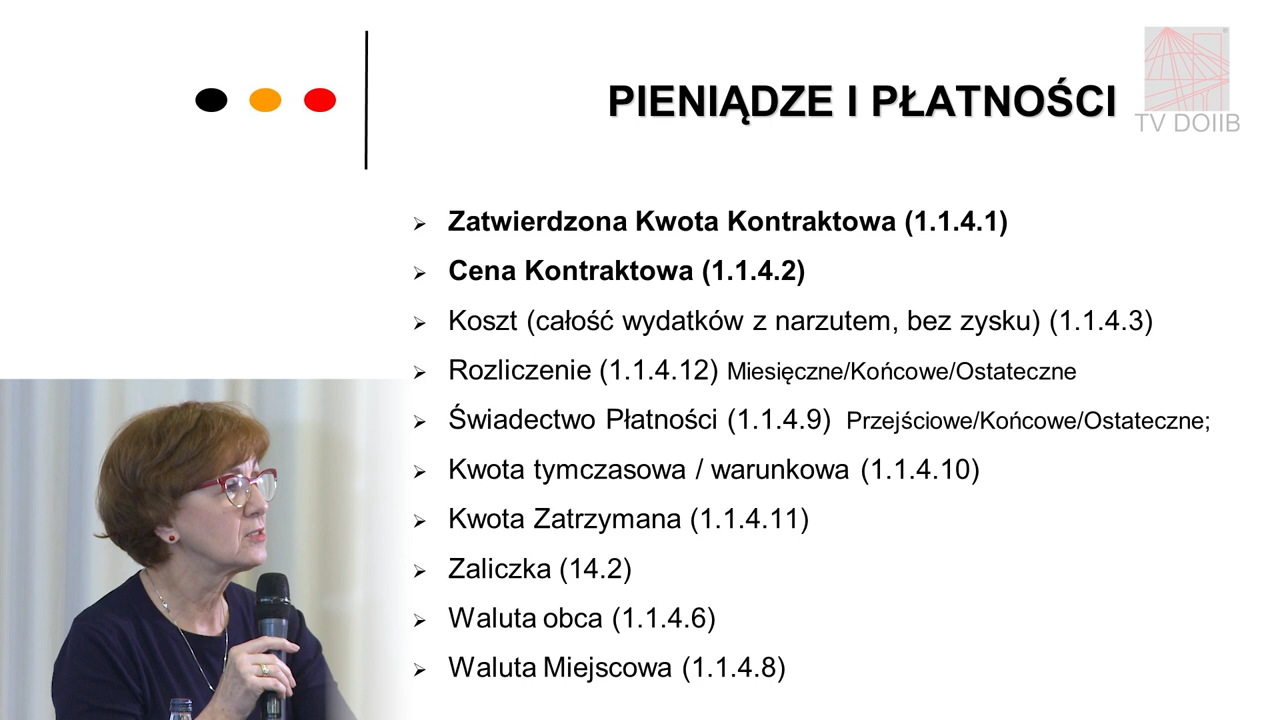 PIENIĄDZE I PŁATNOŚCI
TV DOIIB
Zatwierdzona Kwota Kontraktowa (1.1.4.1)
Cena Kontraktowa (1.1.4.2)
Koszt (całość wydatków z narzutem, bez zysku) (1.1.4.3)
Rozliczenie (1.1.4.12) Miesięczne/Końcowe/Ostateczne
Świadectwo Płatności (1.1.4.9) Przejściowe/Końcowe/Ostateczne;
Kwota tymczasowa / warunkowa (1.1.4.10)
Kwota Zatrzymana (1.1.4.11)
Zaliczka (14.2)
Waluta obca (1.1.4.6)
Waluta Miejscowa (1.1.4.8)